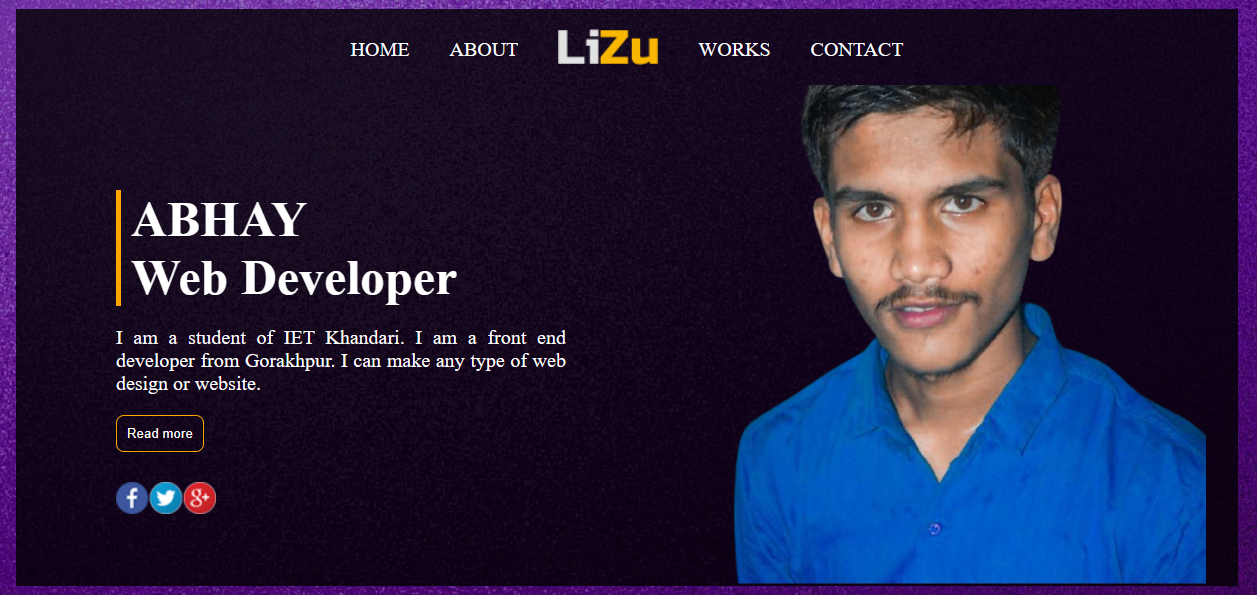 HOME ABOUT LiZu WORKS CONTACT
ABHAY
Web Developer
I am a student of IET Khandari. I am a front end
developer from Gorakhpur. I can make any type of web
design or website.
Read more
f g+